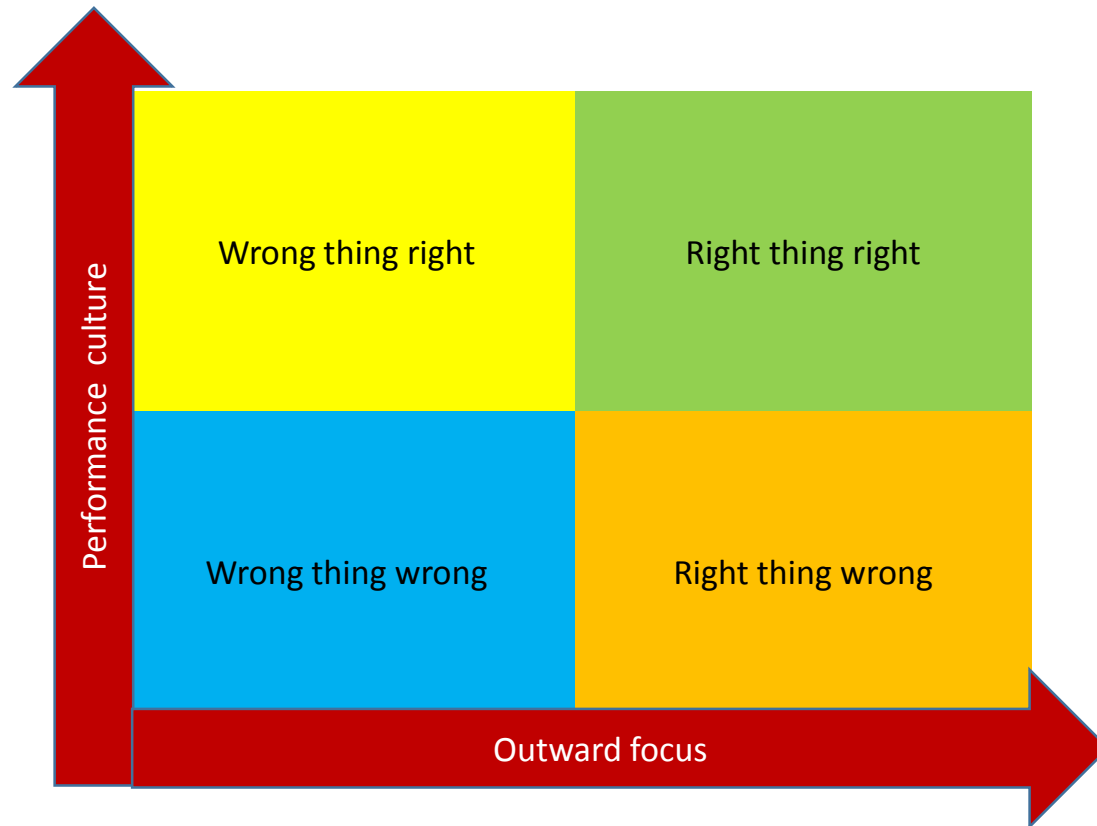 Performance culture
Wrong thing right
Right thing right
Wrong thing wrong
Right thing wrong
Outward focus